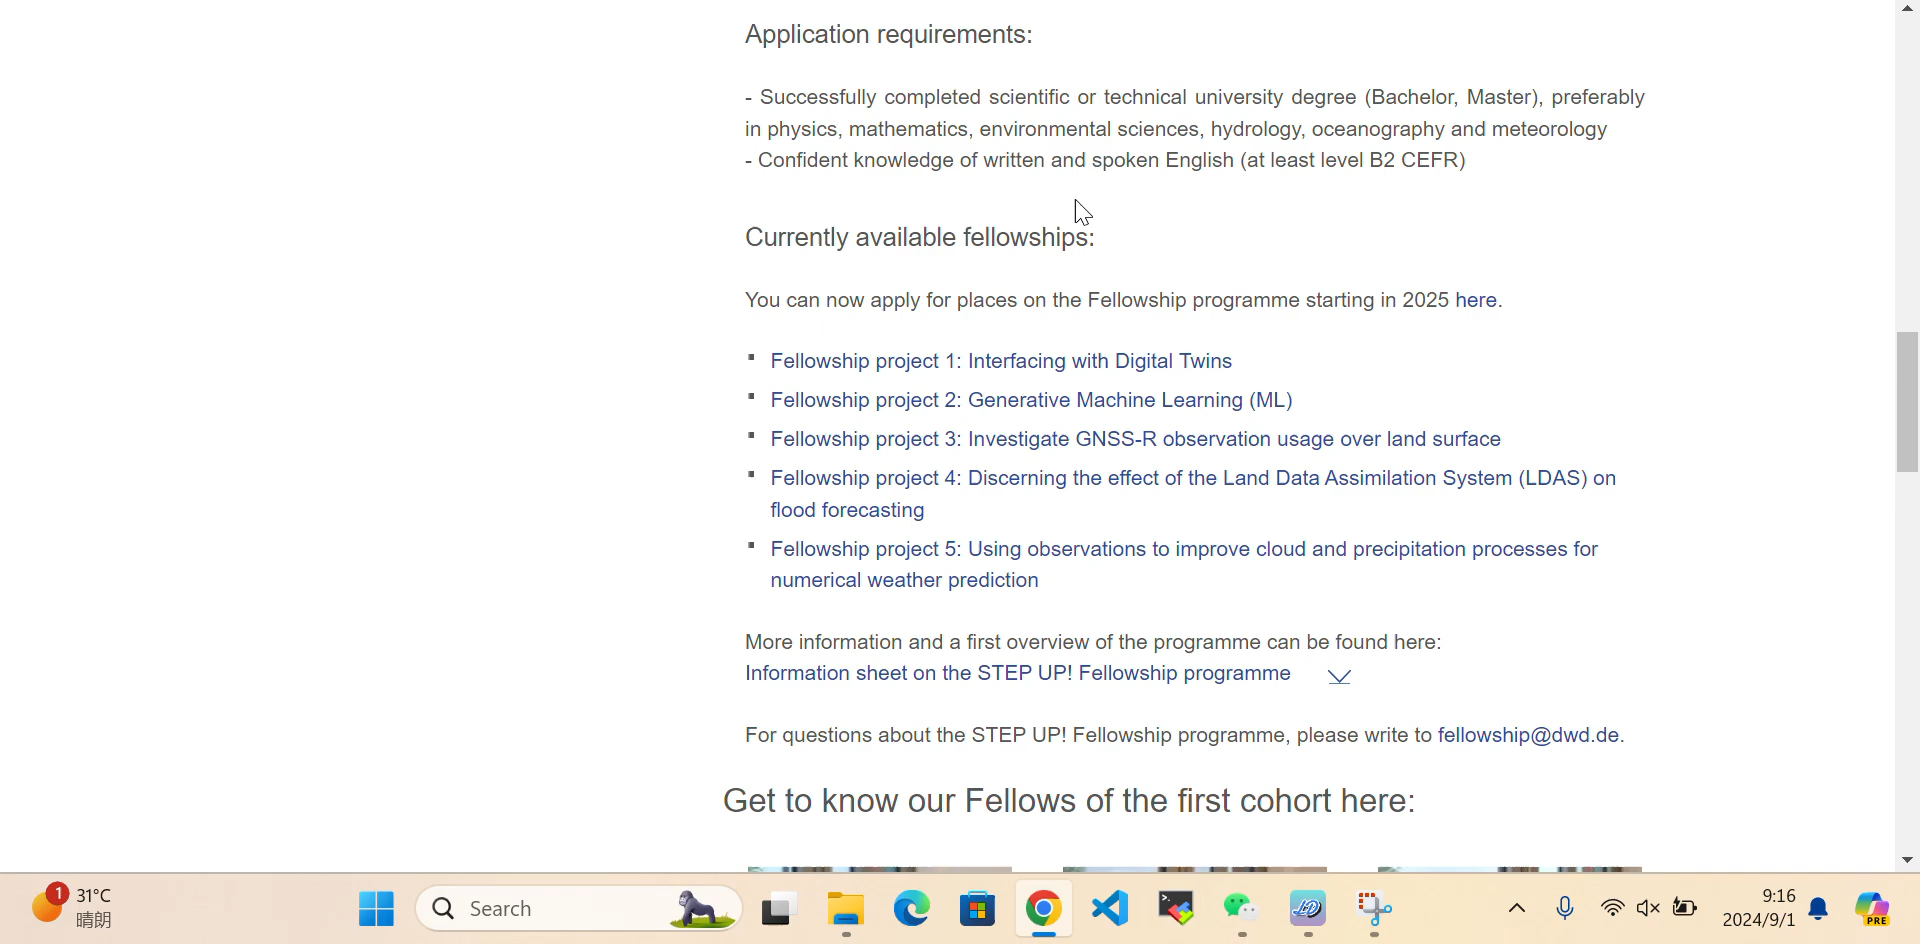 Application requirements:
- Successfully completed scientific or technical university degree (Bachelor, Master), preferably
in physics, mathematics, environmental sciences, hydrology, oceanography and meteorology
- Confident knowledge of written and spoken English (at least level B2 CEFR)
Currently available fellowships:
You can now apply for places on the Fellowship programme starting in 2025 here.
Fellowship project 1: Interfacing with Digital Twins
Fellowship project 2: Generative Machine Learning (ML)
Fellowship project 3: Investigate GNSS-R observation usage over land surface
Fellowship project 4: Discerning the effect of the Land Data Assimilation System (LDAS) on
flood forecasting
Fellowship project 5: Using observations to improve cloud and precipitation processes for
numerical weather prediction
More information and a first overview of the programme can be found here:
Information sheet on the STEP UP! Fellowship programme
For questions about the STEP UP! Fellowship programme, please write to fellowship@dwd.de.
Get to know our Fellows of the first cohort here:
1
31°C
晴朗
Search
9:16
2024/9/1
PRE